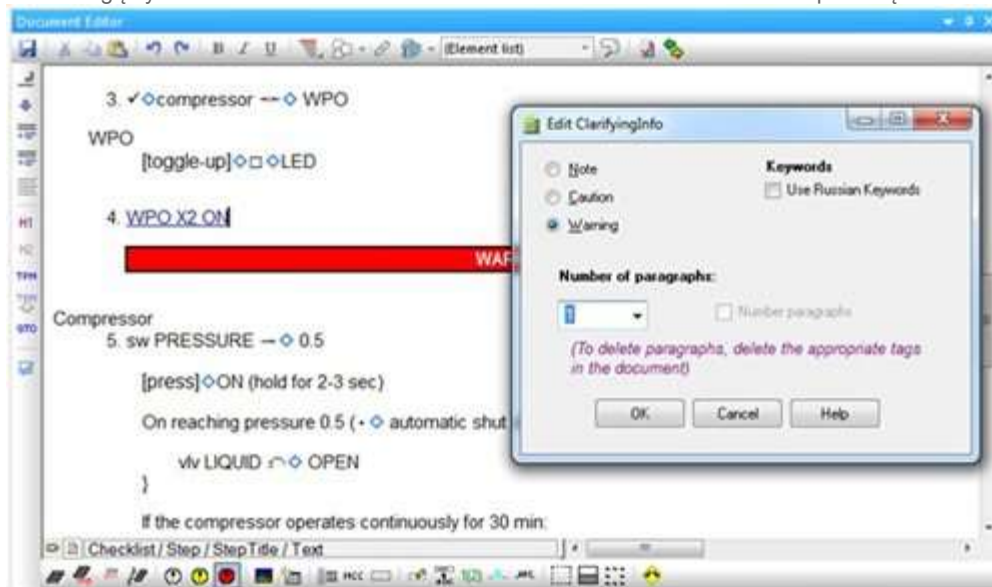 Document Editor
B I U (Element list)
3. ✓◇compressor --◇ WPO
WPO
[toggle-up]◇□◇LED
4. WPO X2 ON
Compressor
5. sw PRESSURE –◇ 0.5
[press]◇ON (hold for 2-3 sec)
On reaching pressure 0.5 (•◇ automatic shut
vlv LIQUID ◇ OPEN
}
If the compressor operates continuously for 30 min:
Checklist / Step / StepTitle / Text
H1
TPM
GTO
HCC
Edit ClarifyingInfo
Note
Caution
Warning
Keywords
Use Russian Keywords
Number of paragraphs:
1
Number paragraphs
(To delete paragraphs, delete the appropriate tags
in the document)
OK Cancel Help